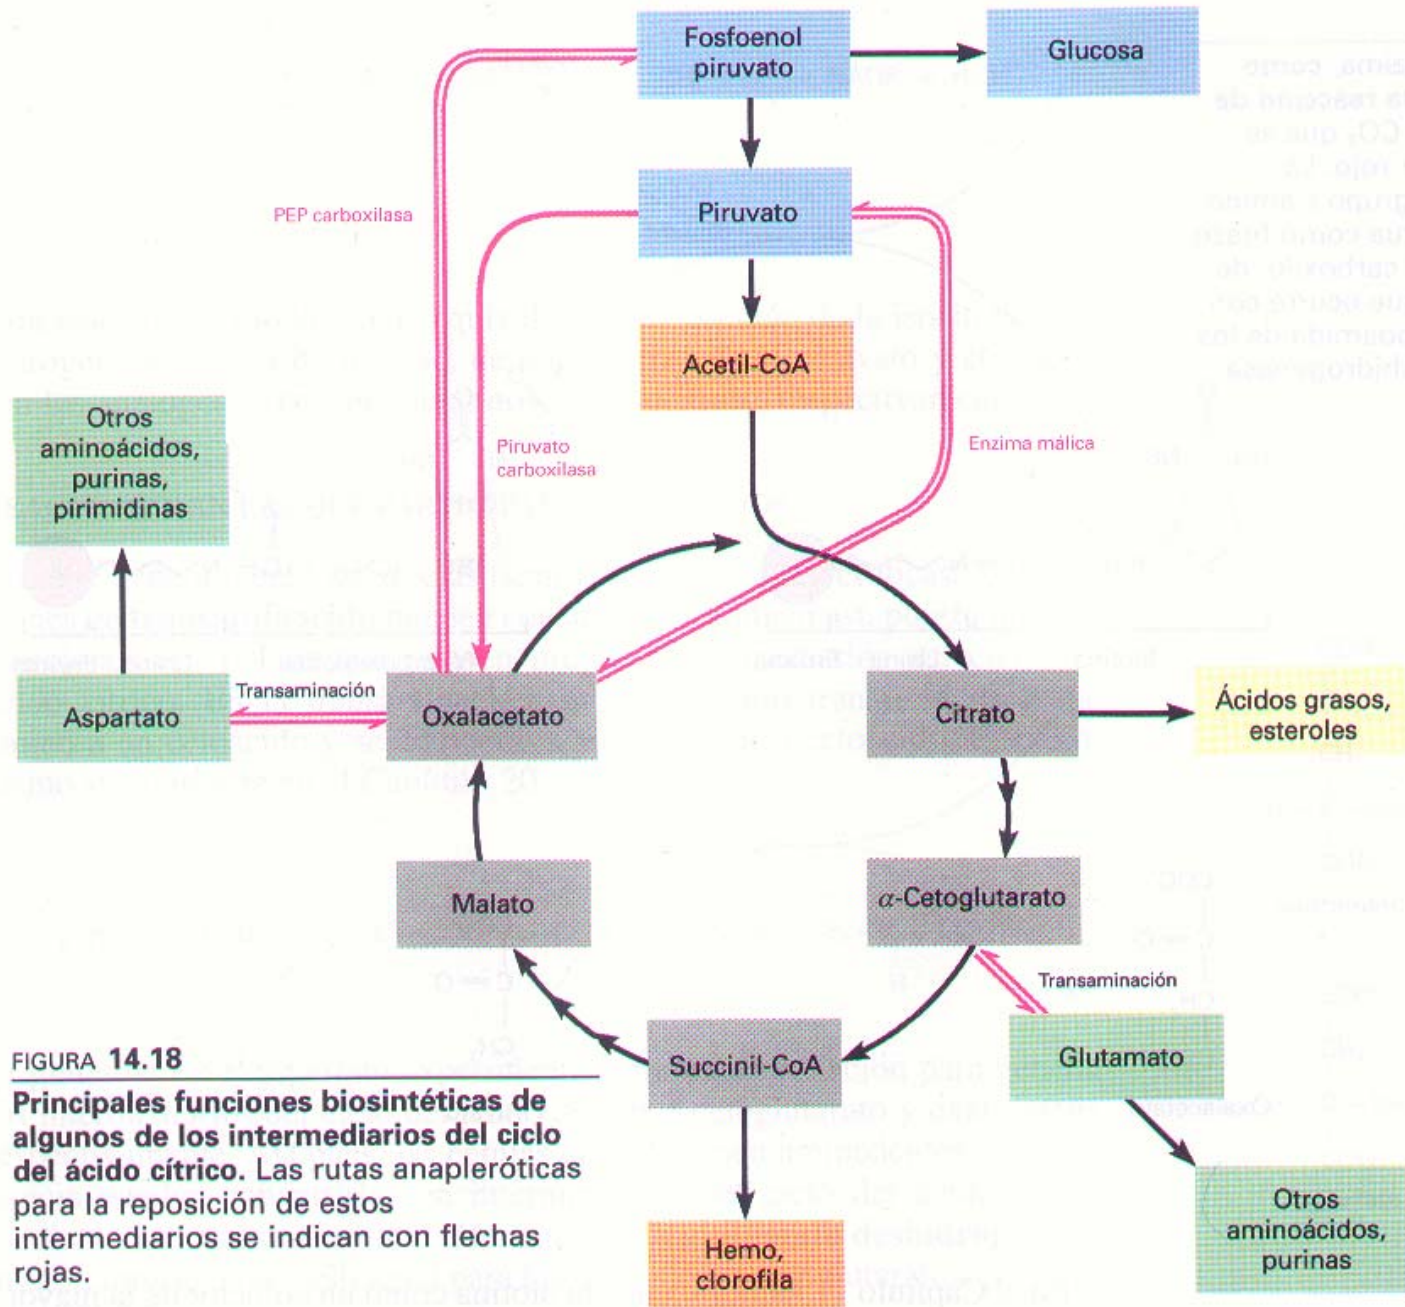 Fosfoenol
piruvato
Glucosa
PEP carboxilasa
Piruvato
Acetil-CoA
Otros
aminoácidos,
purinas,
pirimidinas
Piruvato
carboxilasa
Enzima málica
Aspartato
Transaminación
Oxalacetato
Citrato
Ácidos grasos,
esteroles
Malato
α-Cetoglutarato
Transaminación
Succinil-CoA
Glutamato
Hemo,
clorofila
Otros
aminoácidos,
purinas
FIGURA 14.18
Principales funciones biosintéticas de
algunos de los intermediarios del ciclo
del ácido cítrico. Las rutas anapleróticas
para la reposición de estos
intermediarios se indican con flechas
rojas.